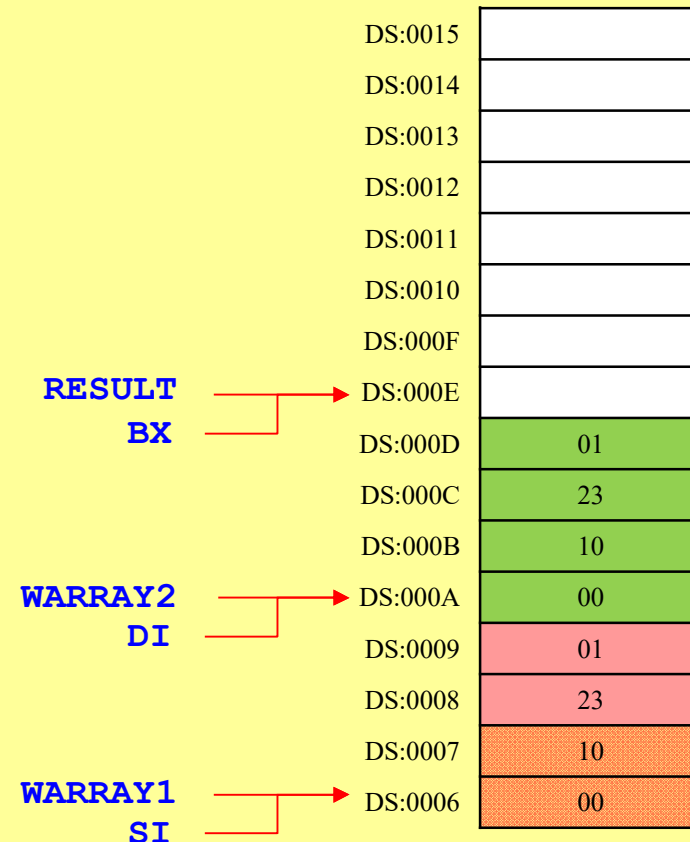 DS:0015
DS:0014
DS:0013
DS:0012
DS:0011
DS:0010
DS:000F
RESULT DS:000E
BX
DS:000D 01
DS:000C 23
DS:000B 10
WARRAY2 DS:000A 00
DI
DS:0009 01
DS:0008 23
DS:0007 10
WARRAY1 DS:0006 00
SI